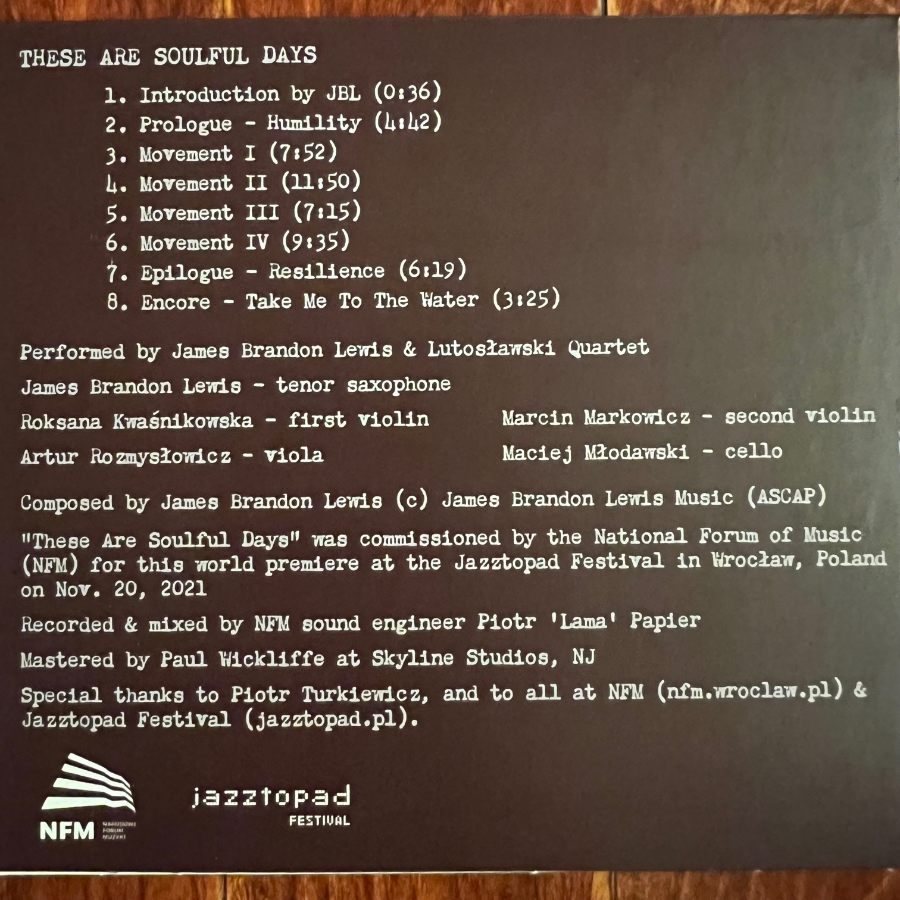 THESE ARE SOULFUL DAYS
1. Introduction by JBL (0:36)
2. Prologue - Humility (4:42)
3. Movement I (7:52)
4. Movement II (11:50)
5. Movement III (7:15)
6. Movement IV (9:35)
7. Epilogue - Resilience (6:19)
8. Encore - Take Me To The Water (3:25)
Performed by James Brandon Lewis & Lutosławski Quartet
James Brandon Lewis - tenor saxophone
Roksana Kwaśnikowska - first violin Marcin Markowicz - second violin
Artur Rozmysłowicz - viola Maciej Młodawski - cello
Composed by James Brandon Lewis (c) James Brandon Lewis Music (ASCAP)
"These Are Soulful Days" was commissioned by the National Forum of Music
(NFM) for this world premiere at the Jazztopad Festival in Wrocław, Poland
on Nov. 20, 2021
Recorded & mixed by NFM sound engineer Piotr 'Lama' Papier
Mastered by Paul Wickliffe at Skyline Studios, NJ
Special thanks to Piotr Turkiewicz, and to all at NFM (nfm.wroclaw.pl) &
Jazztopad Festival (jazztopad.pl).
NFM
NARODOWE
FORUM
MUZYKI
jazztopad
FESTIVAL